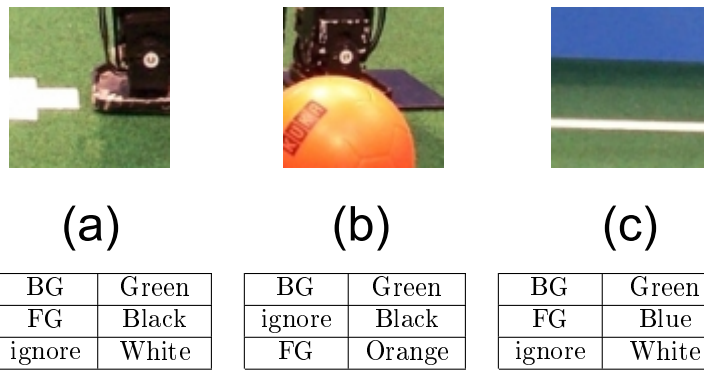 (a) (b) (c)
BG Green BG Green BG Green
FG Black ignore Black FG Blue
ignore White FG Orange ignore White